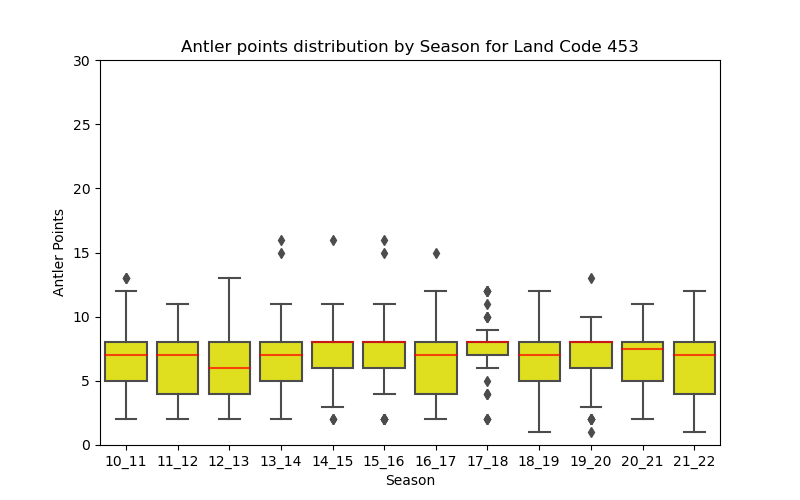 Antler points distribution by Season for Land Code 453
30
25
20
15
10
5
0
Antler Points
10_11 11_12 12_13 13_14 14_15 15_16 16_17 17_18 18_19 19_20 20_21 21_22
Season